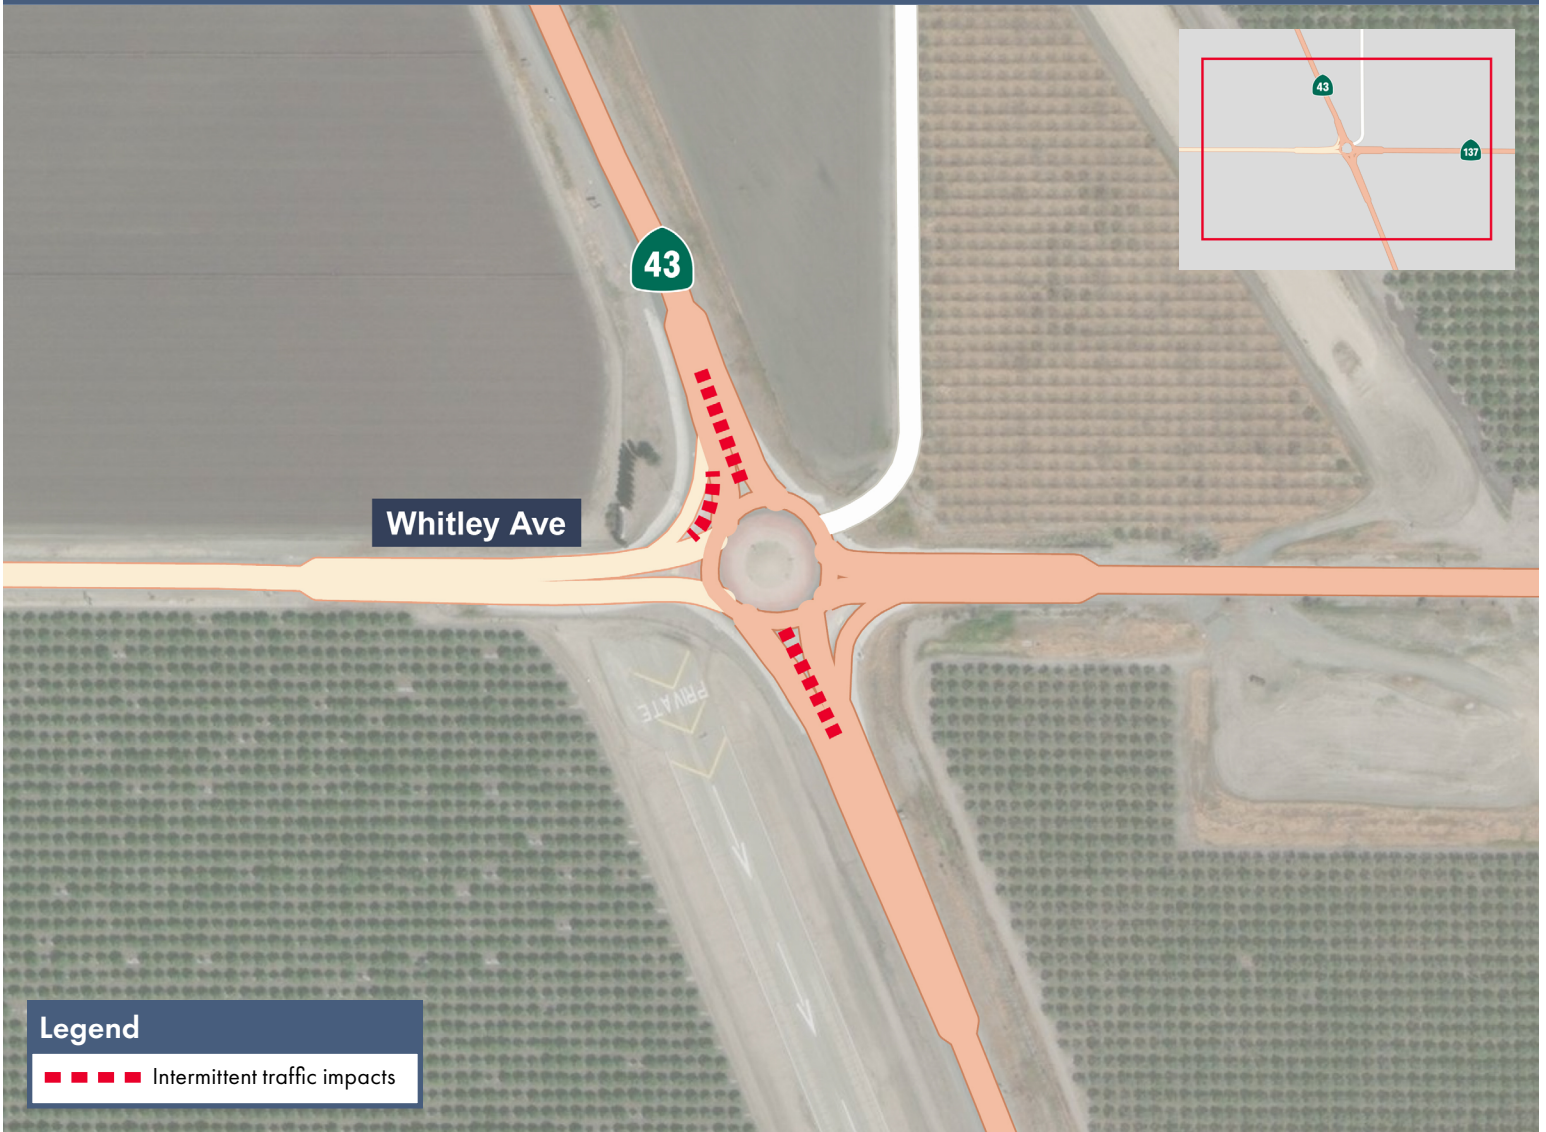 43
137
43
Whitley Ave
PRIVATE
Legend
Intermittent traffic impacts